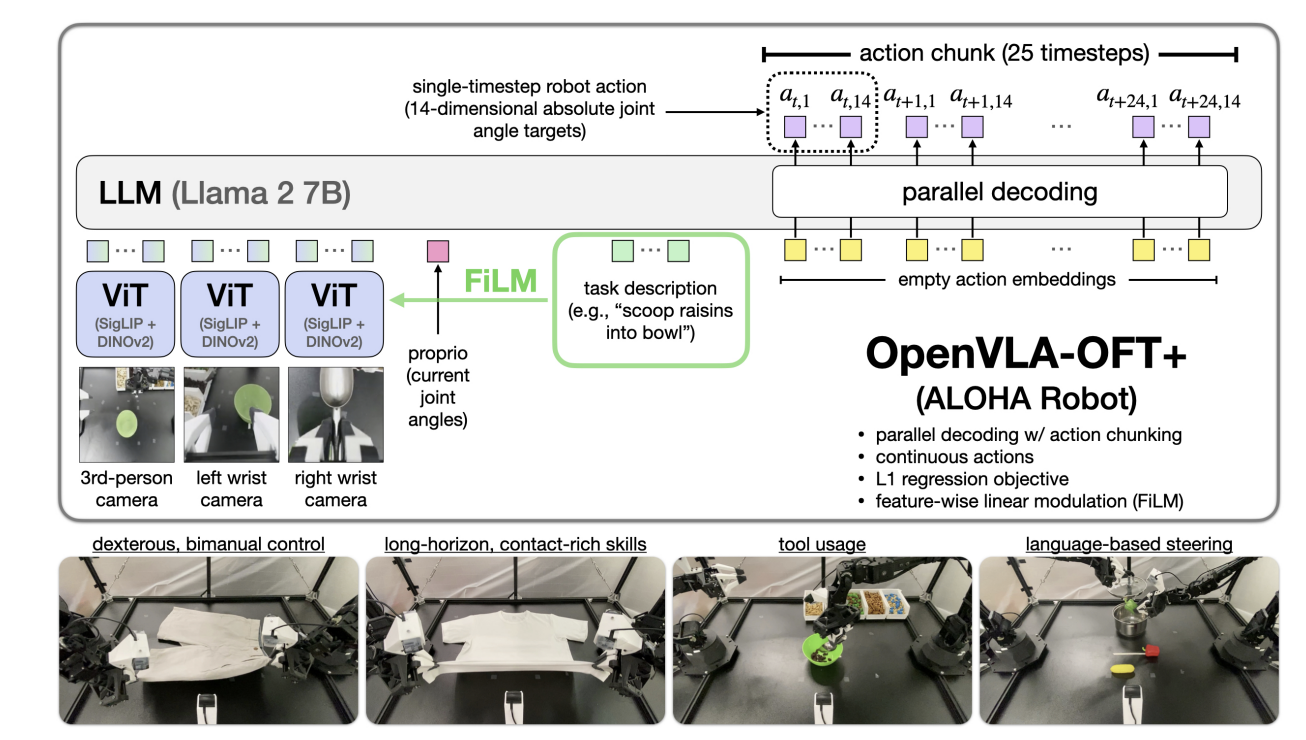 action chunk (25 timesteps)
single-timestep robot action
(14-dimensional absolute joint
angle targets)
a_{t,1} a_{t,14} a_{t+1,1} a_{t+1,14} a_{t+24,1} a_{t+24,14}
... ... ... ...
LLM (Llama 2 7B)
parallel decoding
... ... ... ... ... ... ... ...
empty action embeddings
FiLM
task description
(e.g., “scoop raisins
into bowl”)
ViT ViT ViT
(SigLIP + (SigLIP + (SigLIP +
DINOv2) DINOv2) DINOv2)
proprio
(current
joint
angles)
3rd-person left wrist right wrist
camera camera camera
OpenVLA-OFT+
(ALOHA Robot)
• parallel decoding w/ action chunking
• continuous actions
• L1 regression objective
• feature-wise linear modulation (FiLM)
dexterous, bimanual control
long-horizon, contact-rich skills
tool usage
language-based steering